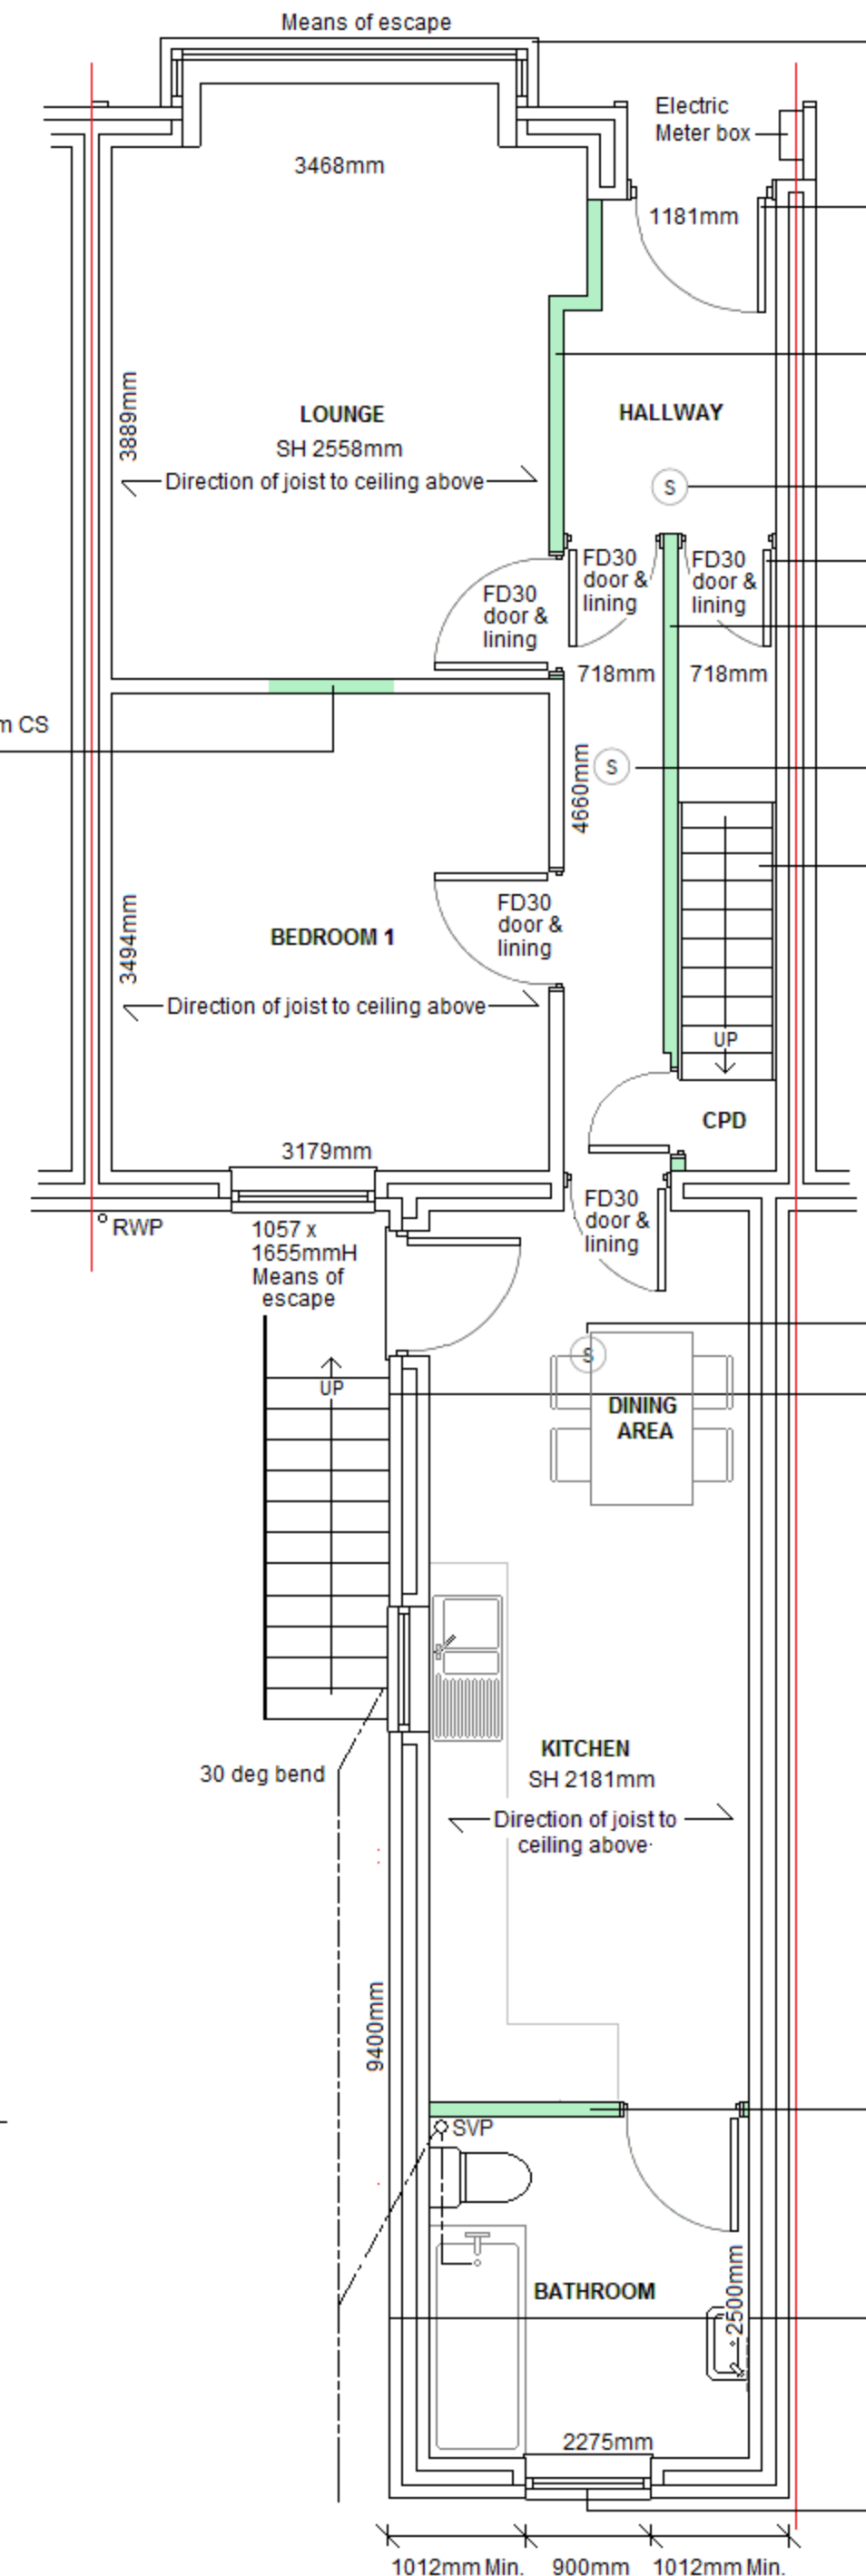 Means of escape
Electric
Meter box
3468mm
1181mm
3889mm
LOUNGE
SH 2558mm
Direction of joist to ceiling above
HALLWAY
S
FD30
door &
lining
FD30
door &
lining
FD30
door &
lining
718mm
718mm
m CS
4660mm
S
3494mm
BEDROOM 1
FD30
door &
lining
Direction of joist to ceiling above
UP
CPD
3179mm
RWP
1057 x
1655mmH
Means of
escape
FD30
door &
lining
UP
S
DINING
AREA
30 deg bend
KITCHEN
SH 2181mm
Direction of joist to
ceiling above
9400mm
SVP
BATHROOM
2500mm
2275mm
1012mm Min.
900mm
1012mm Min.